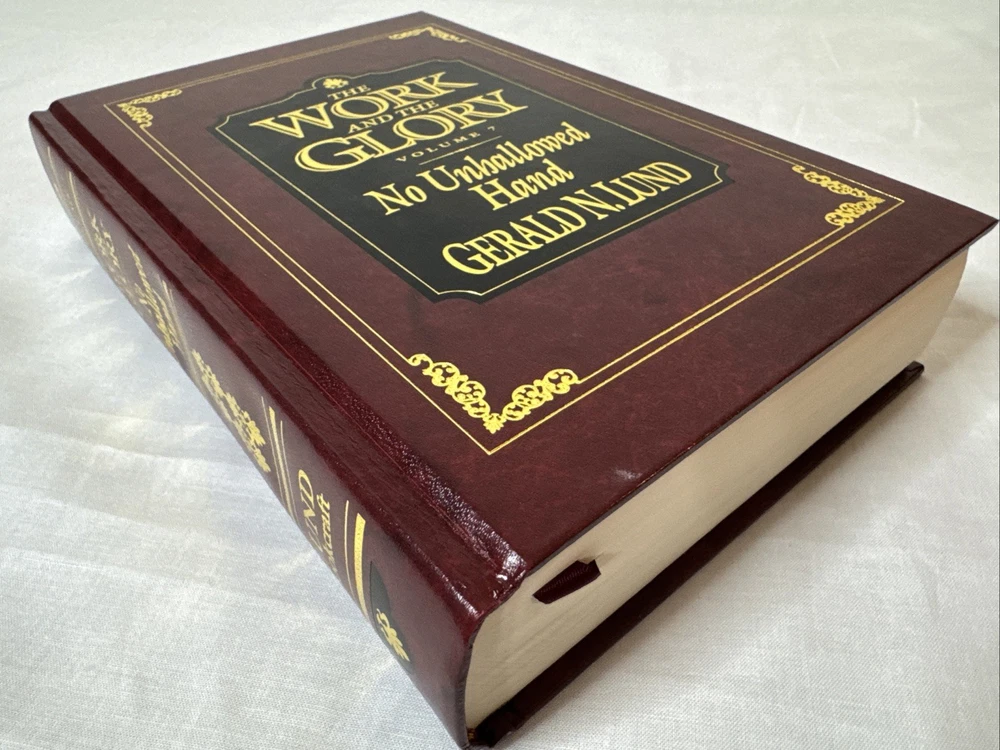 THE
WORK
AND THE
GLORY
VOLUME 7
No Unhallowed
Hand
GERALD N. LUND